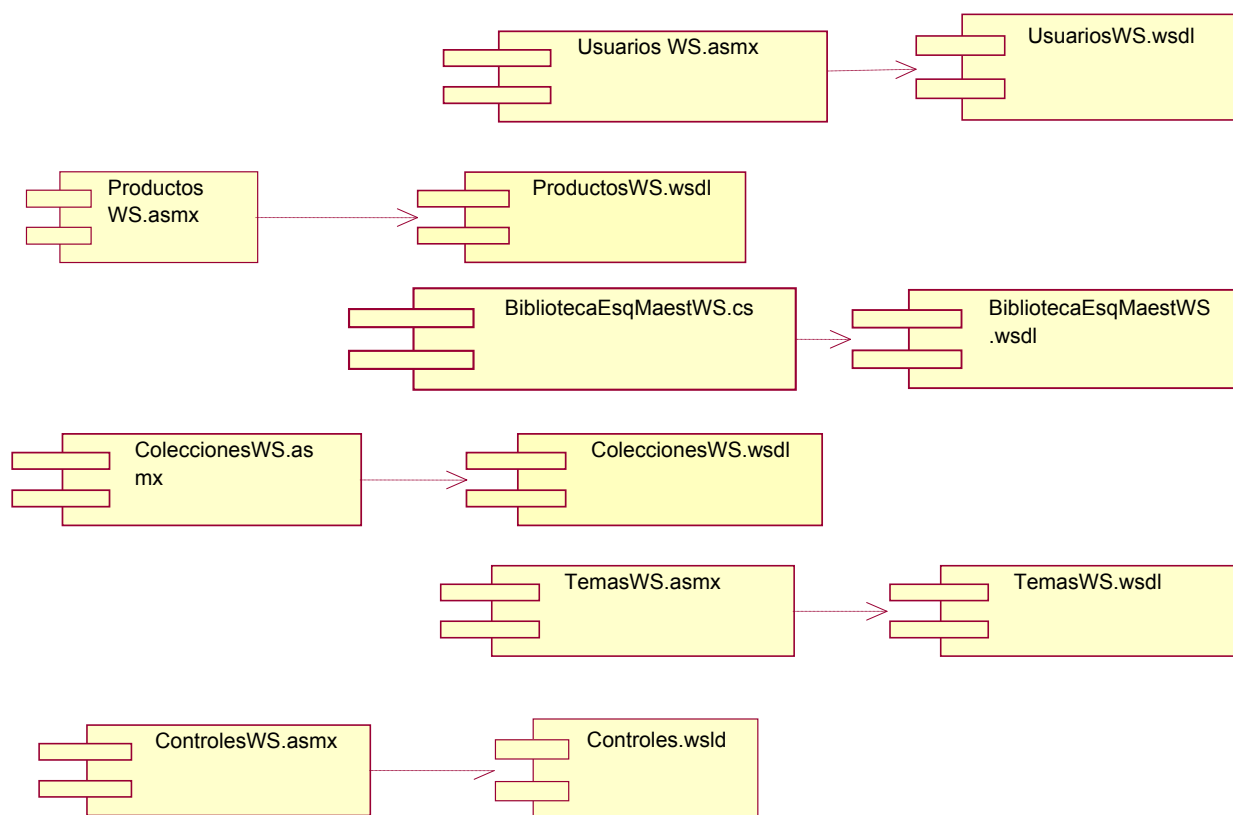 Usuarios WS.asmx
UsuariosWS.wsdl
Productos
WS.asmx
ProductosWS.wsdl
BibliotecaEsqMaestWS.cs
BibliotecaEsqMaestWS
.wsdl
ColeccionesWS.as
mx
ColeccionesWS.wsdl
TemasWS.asmx
TemasWS.wsdl
ControlesWS.asmx
Controles.wsld